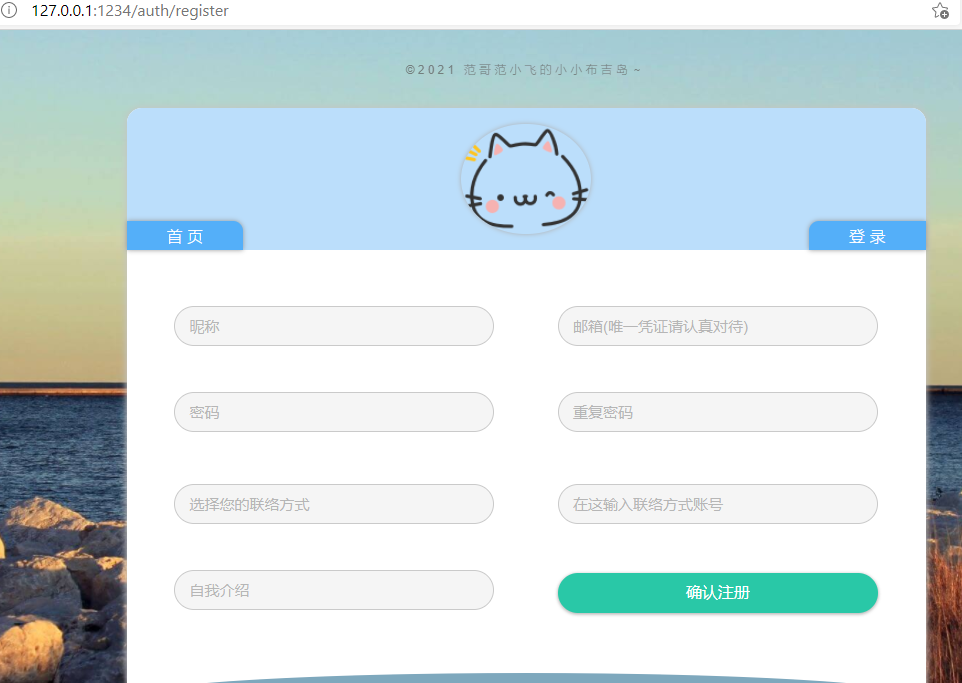 127.0.0.1:1234/auth/register
©2021 范哥范小飞的小小布吉岛~
首 页
登 录
昵称
邮箱(唯一凭证请认真对待)
密码
重复密码
选择您的联络方式
在这输入联络方式账号
自我介绍
确认注册